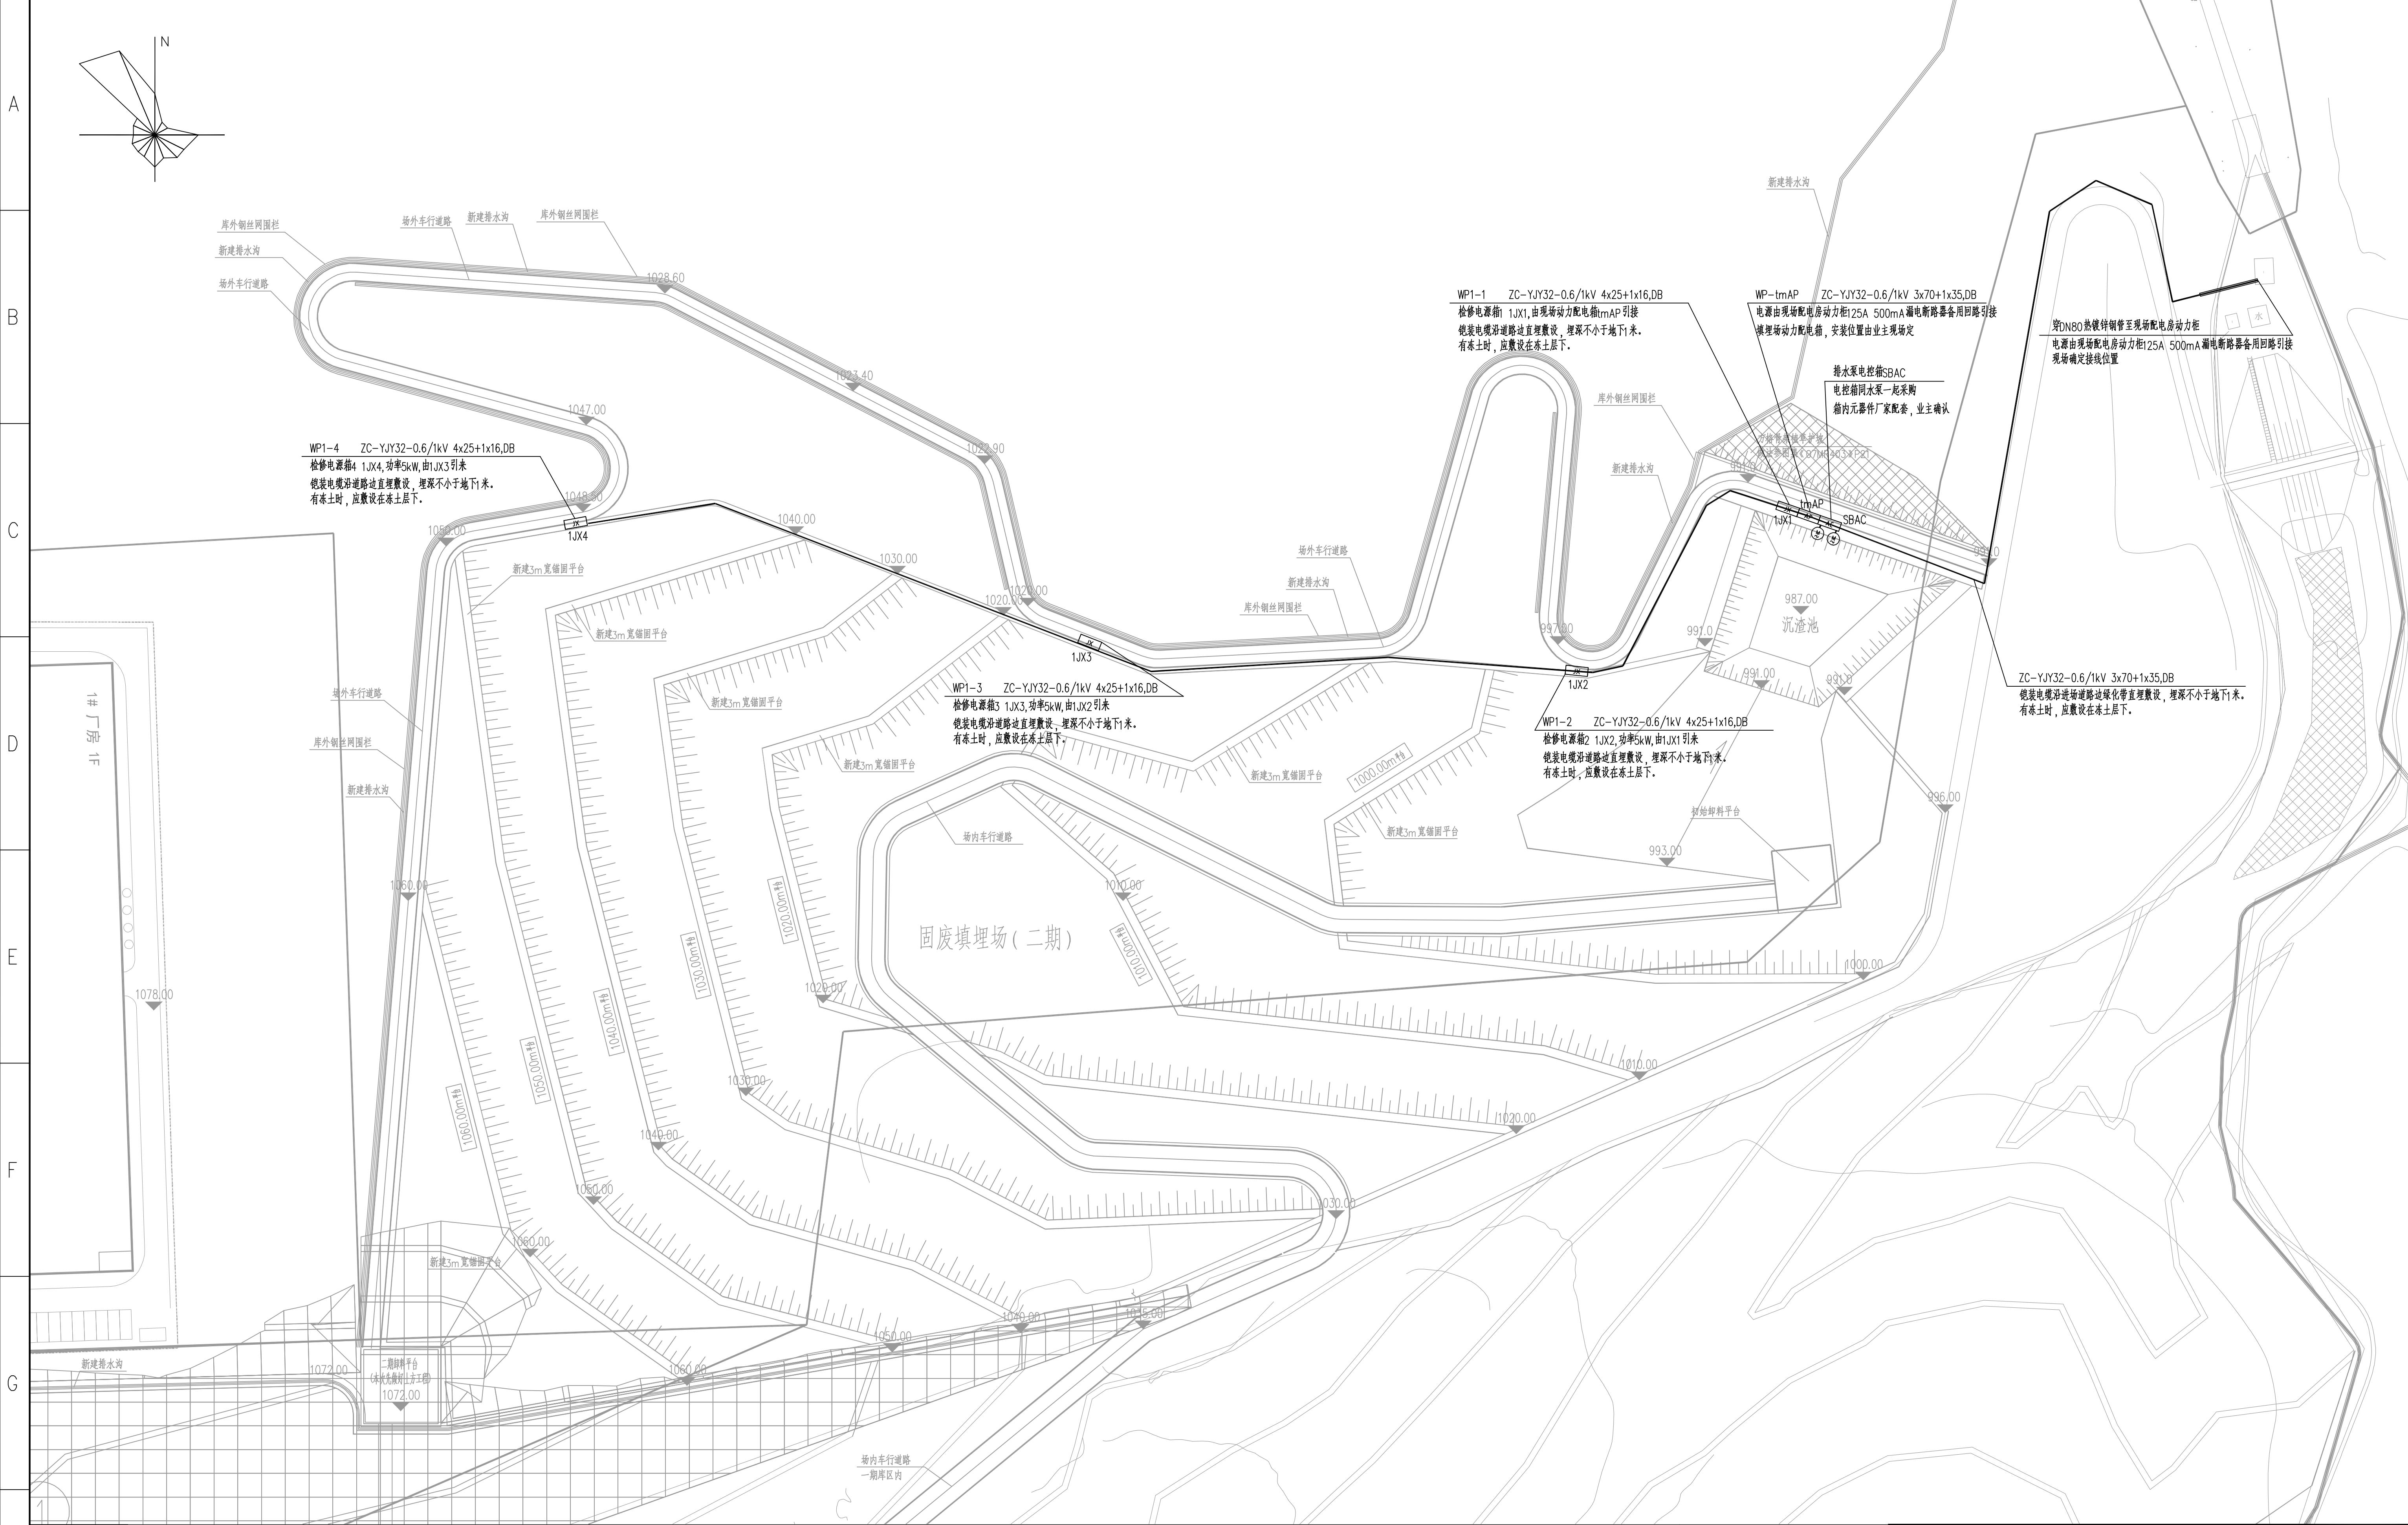 N
A
B
C
D
E
F
G
库外钢丝网围栏
新建排水沟
场外车行道路
场外车行道路
新建排水沟
库外钢丝网围栏
1028.60
1023.40
1022.90
1047.00
1048.50
1050.00
WP1-4 ZC-YJY32-0.6/1kV 4x25+1x16,DB
检修电源箱4 1JX4,功率5kW,由1JX3引来
铠装电缆沿道路边直埋敷设，埋深不小于地下1米。
有冻土时，应敷设在冻土层下。
JX
1JX4
新建排水沟
WP1-1 ZC-YJY32-0.6/1kV 4x25+1x16,DB
检修电源箱1 1JX1,由现场动力配电箱tmAP引接
铠装电缆沿道路边直埋敷设，埋深不小于地下1米。
有冻土时，应敷设在冻土层下。
WP-tmAP ZC-YJY32-0.6/1kV 3x70+1x35,DB
电源由现场配电房动力柜125A 500mA漏电断路器备用回路引接
填埋场动力配电箱，安装位置由业主现场定
排水泵电控箱SBAC
电控箱同水泵一起采购
箱内元器件厂家配套，业主确认
穿DN80热镀锌钢管至现场配电房动力柜
电源由现场配电房动力柜125A 500mA漏电断路器备用回路引接
现场确定接线位置
水
库外钢丝网围栏
新建排水沟
991.0
tmAP
1JX1
SBAC
1040.00
1030.00
1020.00
1020.00
新建3m宽锚固平台
新建3m宽锚固平台
新建3m宽锚固平台
新建3m宽锚固平台
新建3m宽锚固平台
新建3m宽锚固平台
场外车行道路
新建排水沟
库外钢丝网围栏
997.00
JX
1JX3
JX
1JX2
987.00
沉渣池
991.0
991.00
991.0
WP1-3 ZC-YJY32-0.6/1kV 4x25+1x16,DB
检修电源箱3 1JX3,功率5kW,由1JX2引来
铠装电缆沿道路边直埋敷设，埋深不小于地下1米。
有冻土时，应敷设在冻土层下。
WP1-2 ZC-YJY32-0.6/1kV 4x25+1x16,DB
检修电源箱2 1JX2,功率5kW,由1JX1引来
铠装电缆沿道路边直埋敷设，埋深不小于地下1米。
有冻土时，应敷设在冻土层下。
ZC-YJY32-0.6/1kV 3x70+1x35,DB
铠装电缆沿进场道路边绿化带直埋敷设，埋深不小于地下1米。
有冻土时，应敷设在冻土层下。
1# 厂房 1F
场外车行道路
库外钢丝网围栏
新建排水沟
1078.00
1060.00
场内车行道路
初始卸料平台
993.00
996.00
1010.00
固废填埋场（二期）
1000.00
1020.00
1030.00
1040.00
1050.00
1060.00
1010.00
1020.00
1030.00
新建3m宽锚固平台
1035.00
1040.00
1050.00
1060.00
新建排水沟
1072.00
二期卸料平台
1072.00
场内车行道路
一期库区内